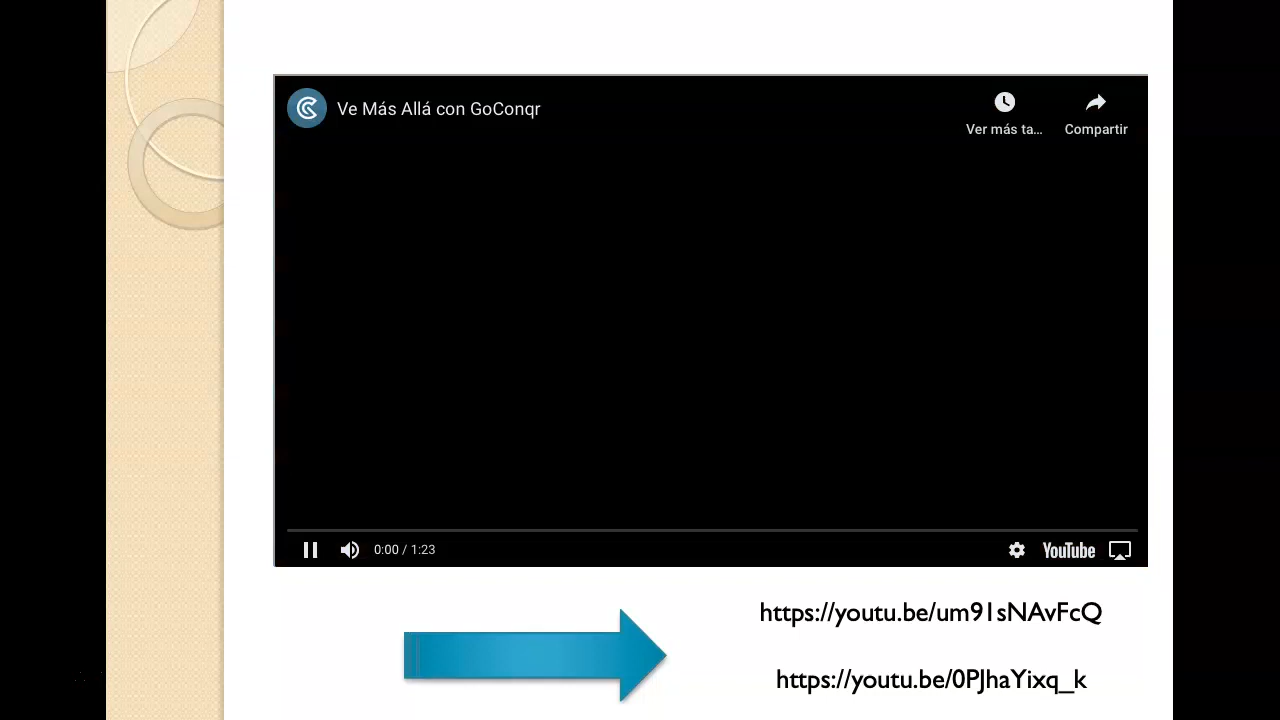 Ve Más Allá con GoConqr
Ver más ta...
Compartir
0:00 / 1:23
YouTube
https://youtu.be/um91sNAvFcQ
https://youtu.be/0PJhaYixq_k